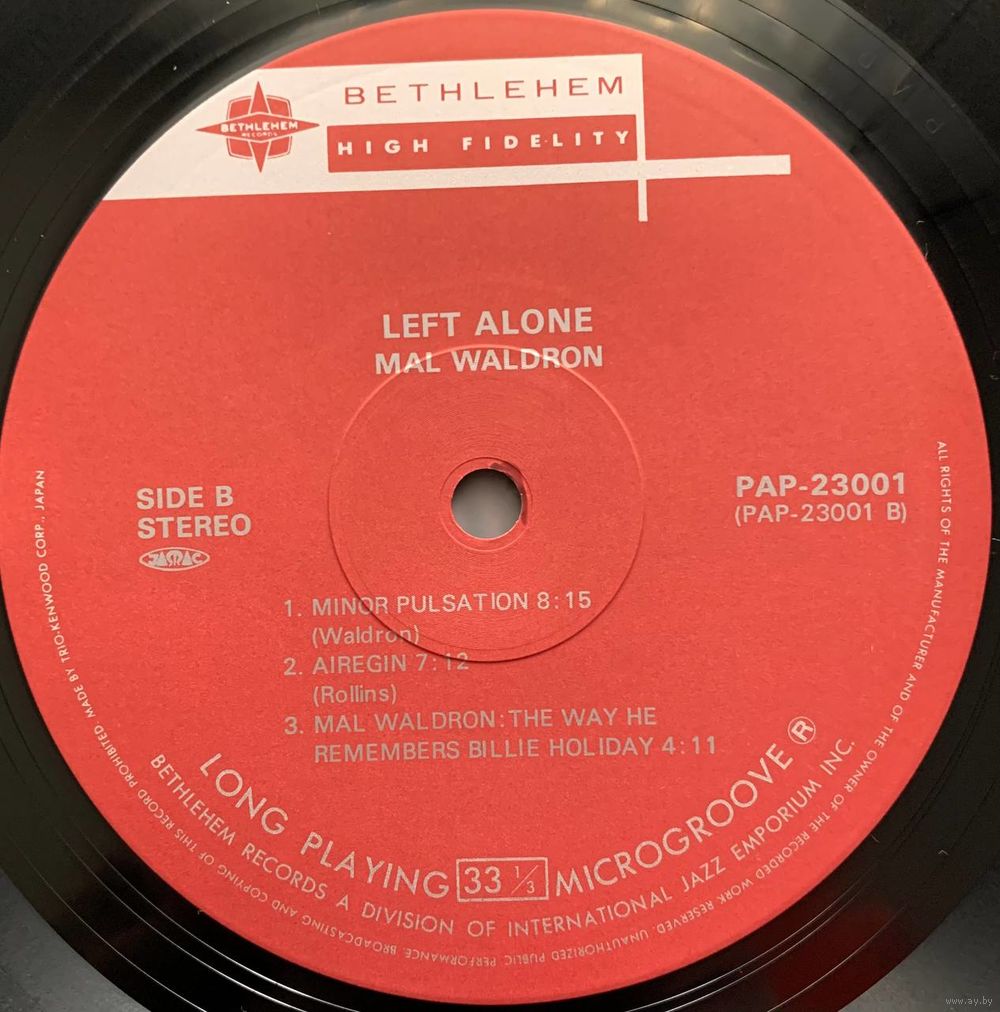 BETHLEHEM
BETHLEHEM
RECORDS
HIGH FIDELITY
LEFT ALONE
MAL WALDRON
SIDE B
STEREO
JASRAC
PAP-23001
(PAP-23001 B)
1. MINOR PULSATION 8:15
(Waldron)
2. AIREGIN 7:12
(Rollins)
3. MAL WALDRON:THE WAY HE
REMEMBERS BILLIE HOLIDAY 4:11
LONG PLAYING 33 1/3 MICROGROOVE ®
BETHLEHEM RECORDS A DIVISION OF INTERNATIONAL JAZZ EMPORIUM INC.
ALL RIGHTS OF THE MANUFACTURER AND OF THE OWNER OF THE RECORDED WORK RESERVED. UNAUTHORIZED PUBLIC PERFORMANCE. BROADCASTING AND COPYING OF THIS RECORD PROHIBITED. MADE BY TRIO.KENWOOD CORP., JAPAN
www.ay.by